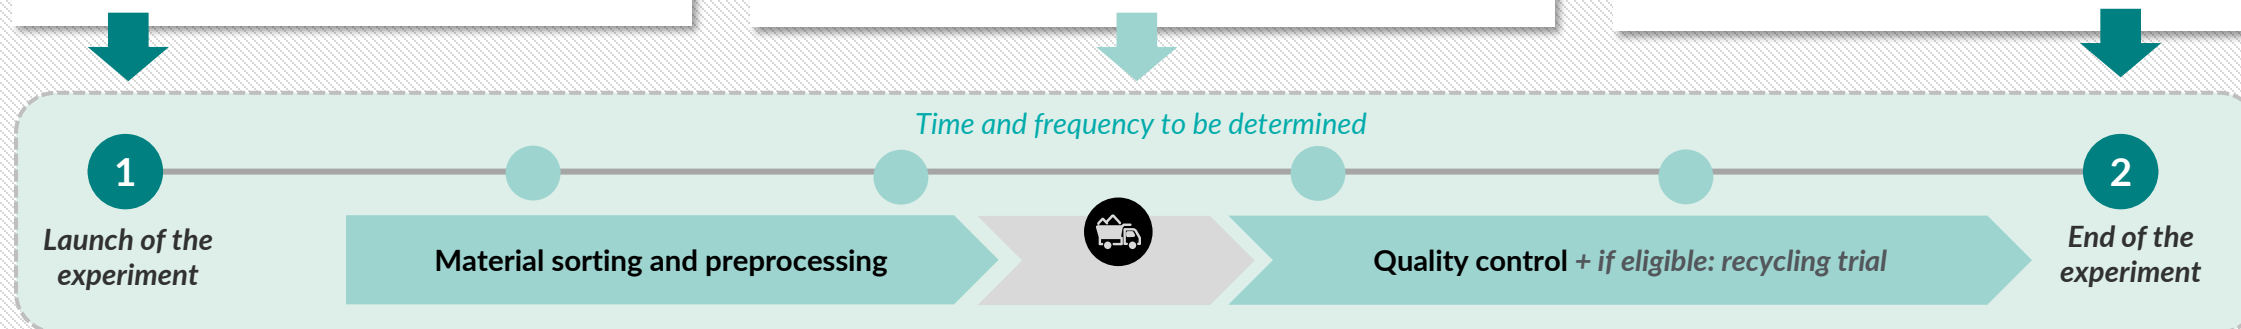 Time and frequency to be determined
1
2
Launch of the
experiment
Material sorting and preprocessing
Quality control + if eligible: recycling trial
End of the
experiment